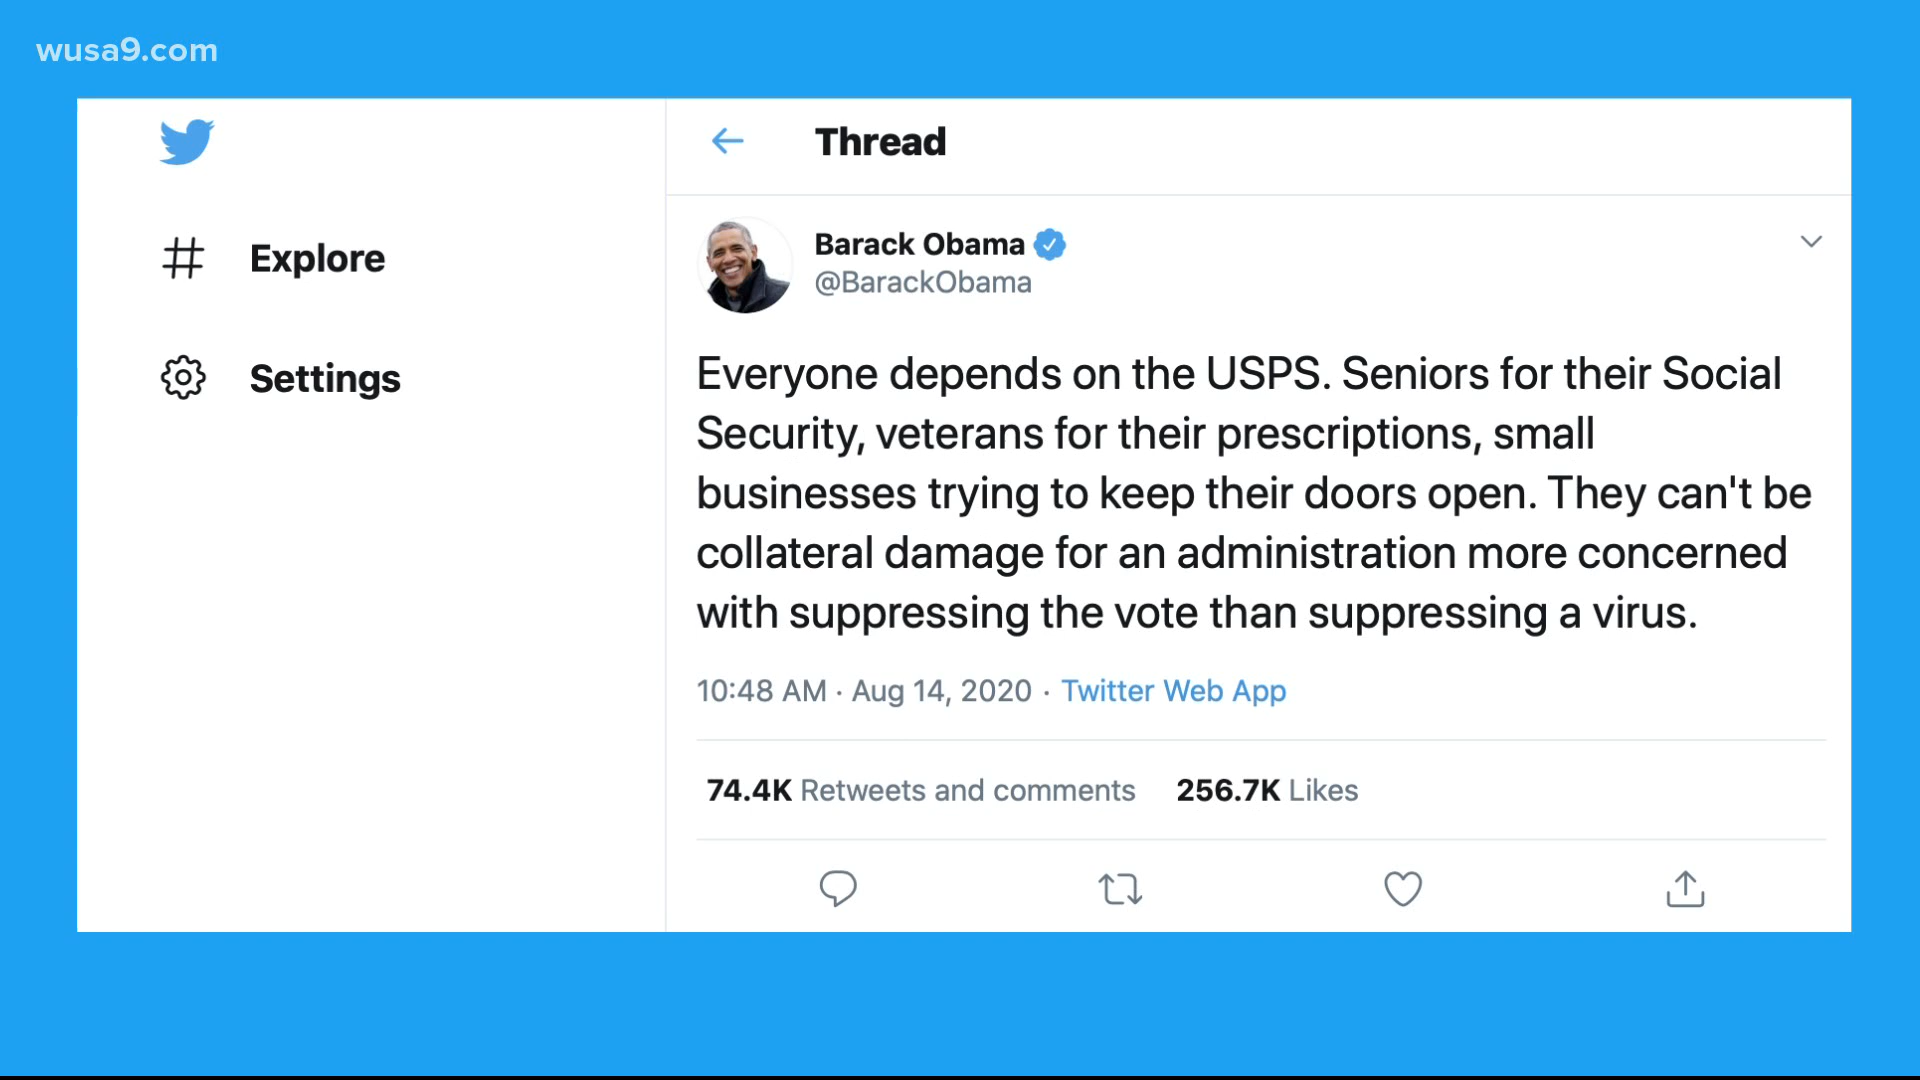 wusa9.com
Thread
Explore
Settings
Barack Obama
@BarackObama
Everyone depends on the USPS. Seniors for their Social
Security, veterans for their prescriptions, small
businesses trying to keep their doors open. They can't be
collateral damage for an administration more concerned
with suppressing the vote than suppressing a virus.
10:48 AM · Aug 14, 2020 · Twitter Web App
74.4K Retweets and comments 256.7K Likes